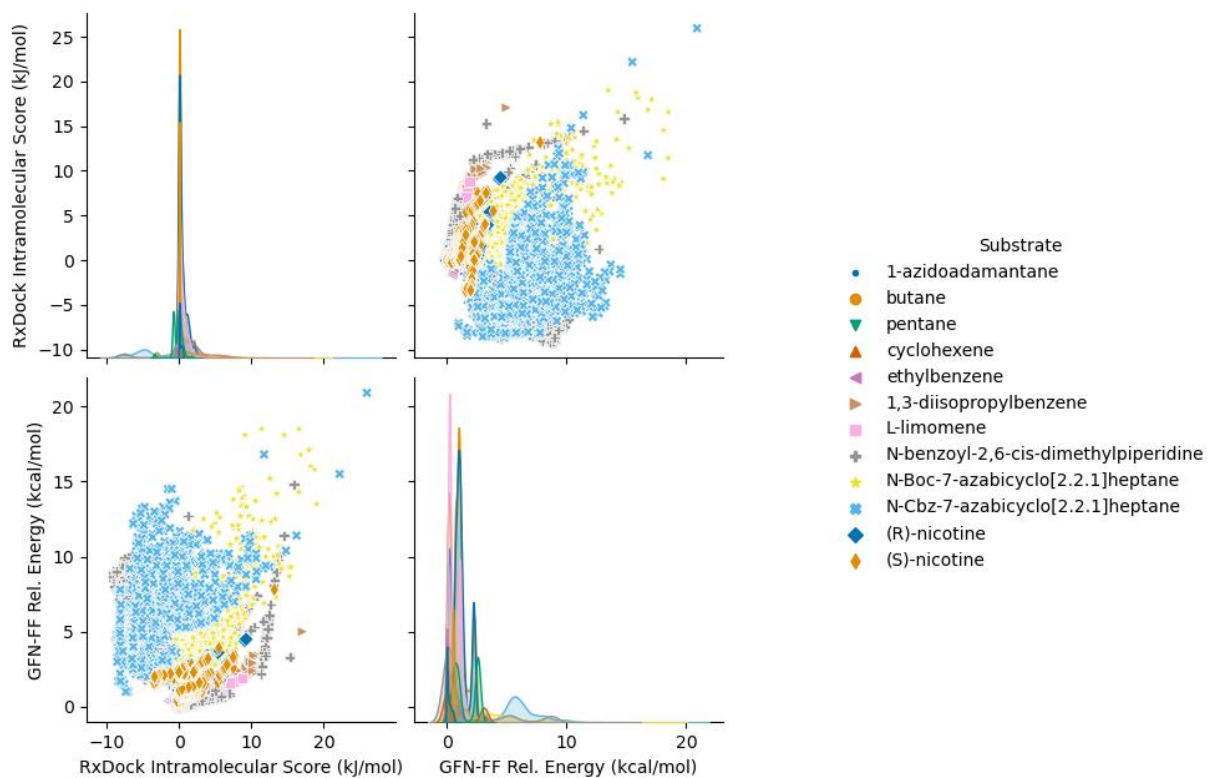 RxDock Intramolecular Score (kJ/mol)
25
20
15
10
5
0
−5
−10
GFN-FF Rel. Energy (kcal/mol)
20
15
10
5
0
−10
0
10
20
RxDock Intramolecular Score (kJ/mol)
0
10
20
GFN-FF Rel. Energy (kcal/mol)
Substrate
1-azidoadamantane
butane
pentane
cyclohexene
ethylbenzene
1,3-diisopropylbenzene
L-limomene
N-benzoyl-2,6-cis-dimethylpiperidine
N-Boc-7-azabicyclo[2.2.1]heptane
N-Cbz-7-azabicyclo[2.2.1]heptane
(R)-nicotine
(S)-nicotine